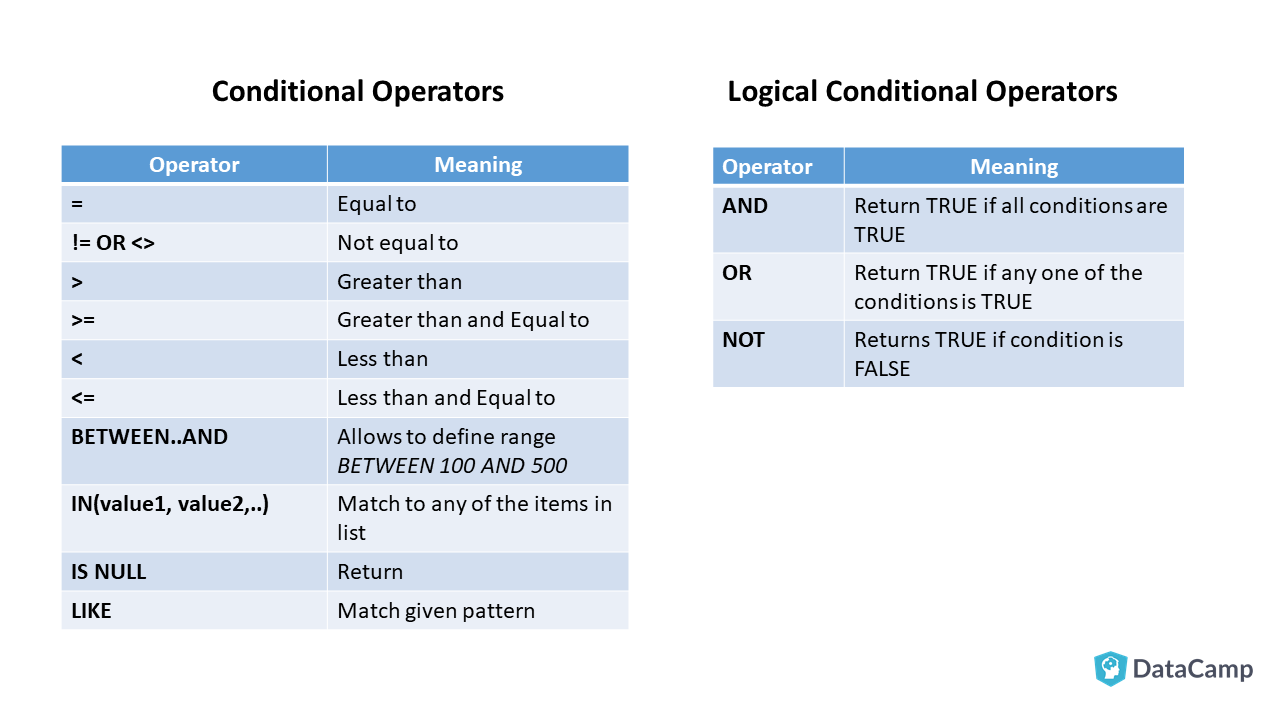 Conditional Operators
Operator Meaning
= Equal to
!= OR <> Not equal to
> Greater than
>= Greater than and Equal to
< Less than
<= Less than and Equal to
BETWEEN..AND Allows to define range
BETWEEN 100 AND 500
IN(value1, value2,..) Match to any of the items in
list
IS NULL Return
LIKE Match given pattern
Logical Conditional Operators
Operator Meaning
AND Return TRUE if all conditions are
TRUE
OR Return TRUE if any one of the
conditions is TRUE
NOT Returns TRUE if condition is
FALSE
DataCamp